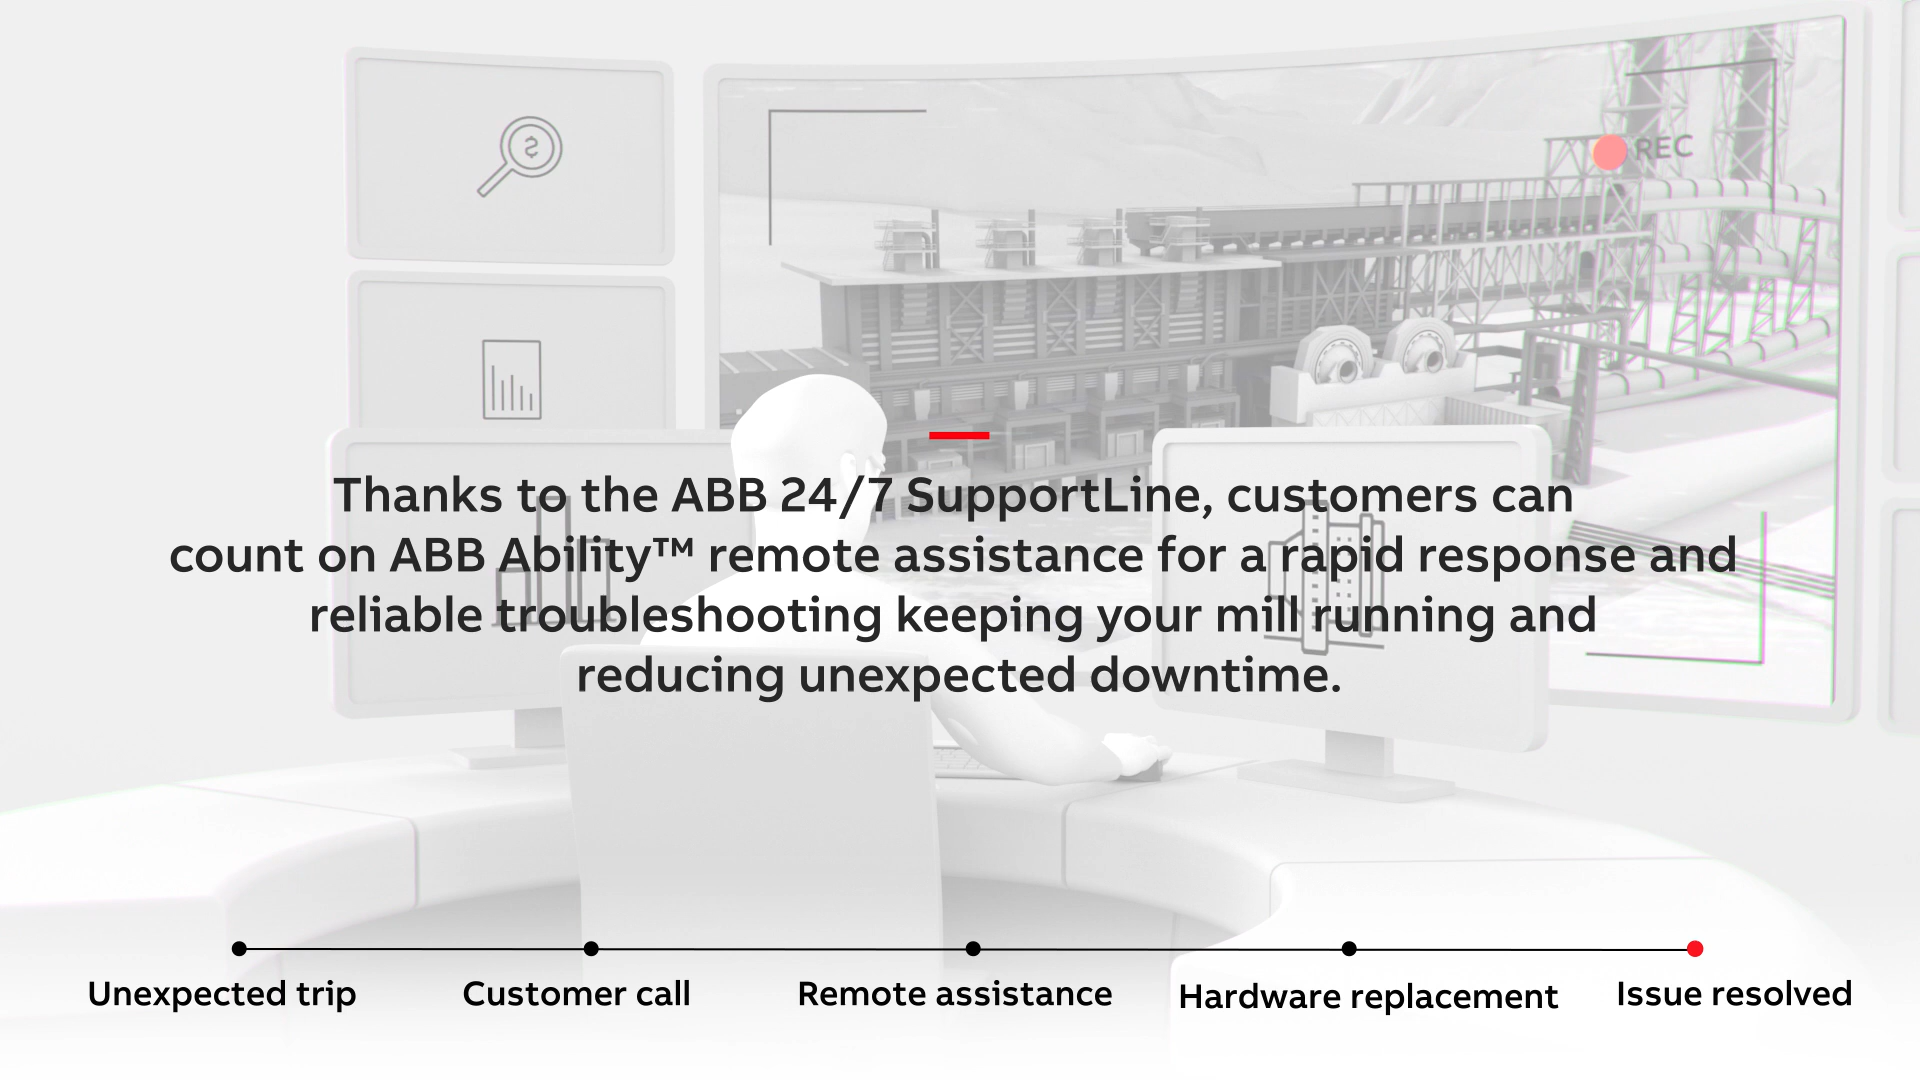 REC
Thanks to the ABB 24/7 SupportLine, customers can
count on ABB Ability™ remote assistance for a rapid response and
reliable troubleshooting keeping your mill running and
reducing unexpected downtime.
Unexpected trip
Customer call
Remote assistance
Hardware replacement
Issue resolved